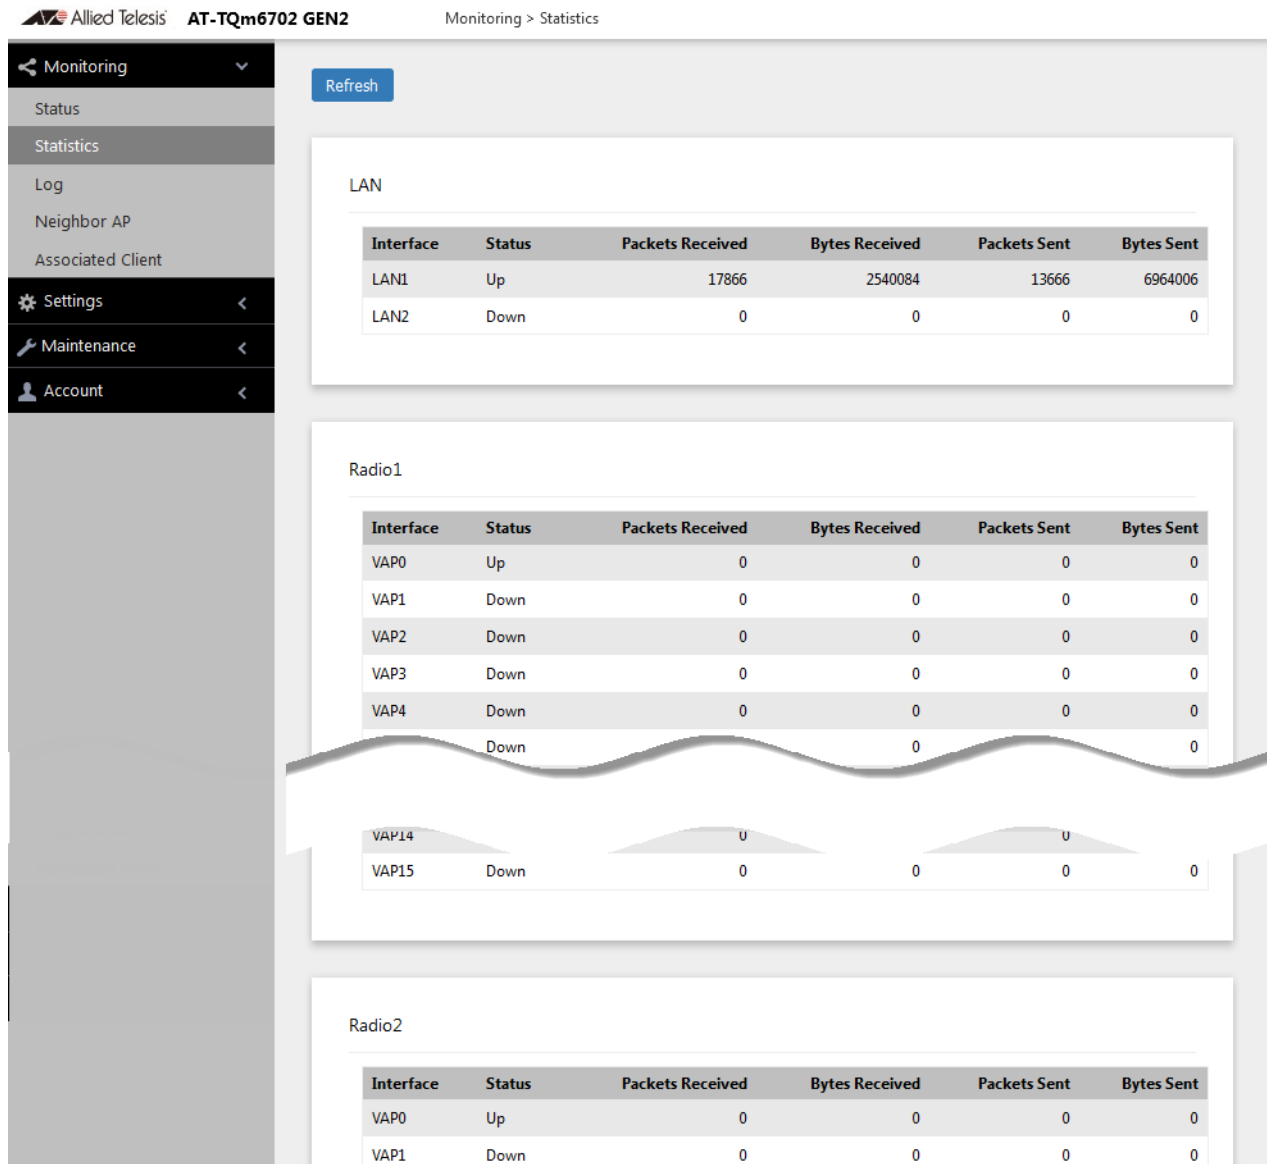 Allied Telesis AT-TQm6702 GEN2 Monitoring > Statistics
Monitoring
Status
Statistics
Log
Neighbor AP
Associated Client
Settings
Maintenance
Account
Refresh
LAN
Interface Status Packets Received Bytes Received Packets Sent Bytes Sent
LAN1 Up 17866 2540084 13666 6964006
LAN2 Down 0 0 0 0
Radio1
Interface Status Packets Received Bytes Received Packets Sent Bytes Sent
VAP0 Up 0 0 0 0
VAP1 Down 0 0 0 0
VAP2 Down 0 0 0 0
VAP3 Down 0 0 0 0
VAP4 Down 0 0 0 0
Down 0 0
VAP14 0 0
VAP15 Down 0 0 0 0
Radio2
Interface Status Packets Received Bytes Received Packets Sent Bytes Sent
VAP0 Up 0 0 0 0
VAP1 Down 0 0 0 0